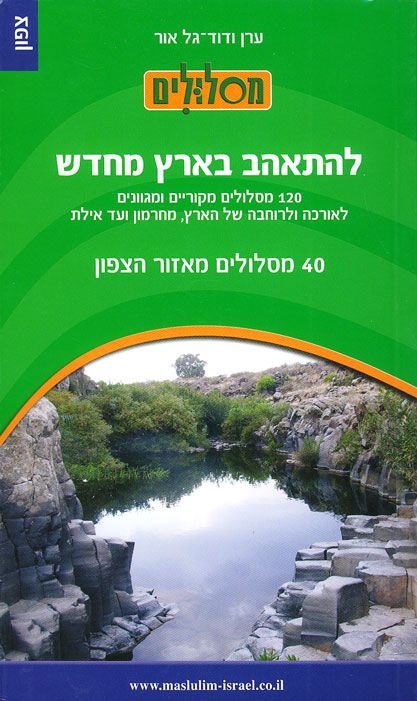 צפון
ערן ודוד־גל אור
מסלולים
להתאהב בארץ מחדש
120 מסלולים מקוריים ומגוונים
לאורכה ולרוחבה של הארץ, מחרמון ועד אילת
40 מסלולים מאזור הצפון
www.maslulim-israel.co.il